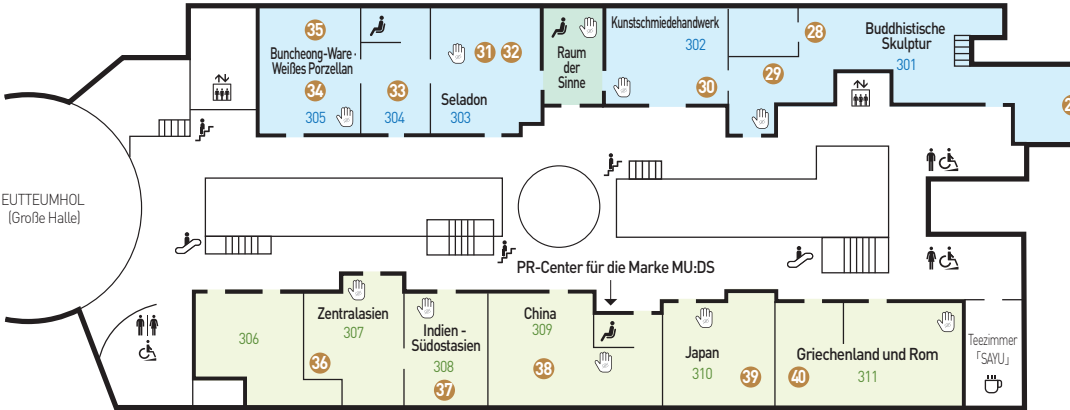 35
Buncheong-Ware ·
Weißes Porzellan
34
305
33
304
31
32
Seladon
303
Raum
der
Sinne
Kunstschmiedehandwerk
302
30
28
29
Buddhistische
Skulptur
301
EUTTEUMHOL
(Große Halle)
PR-Center für die Marke MU:DS
306
Zentralasien
307
36
Indien -
Südostasien
308
37
China
309
38
Japan
310
39
40
Griechenland und Rom
311
Teezimmer
「SAYU」